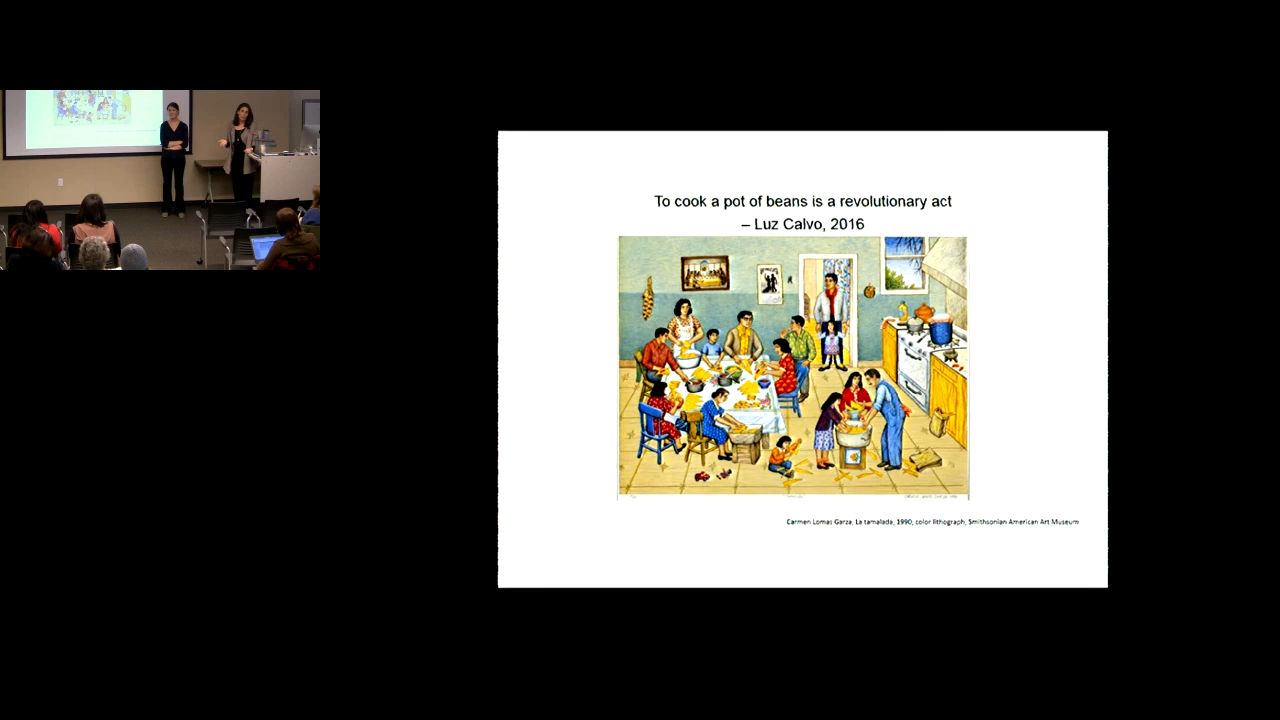 To cook a pot of beans is a revolutionary act
– Luz Calvo, 2016
Carmen Lomas Garza, La tamalada, 1990, color lithograph, Smithsonian American Art Museum